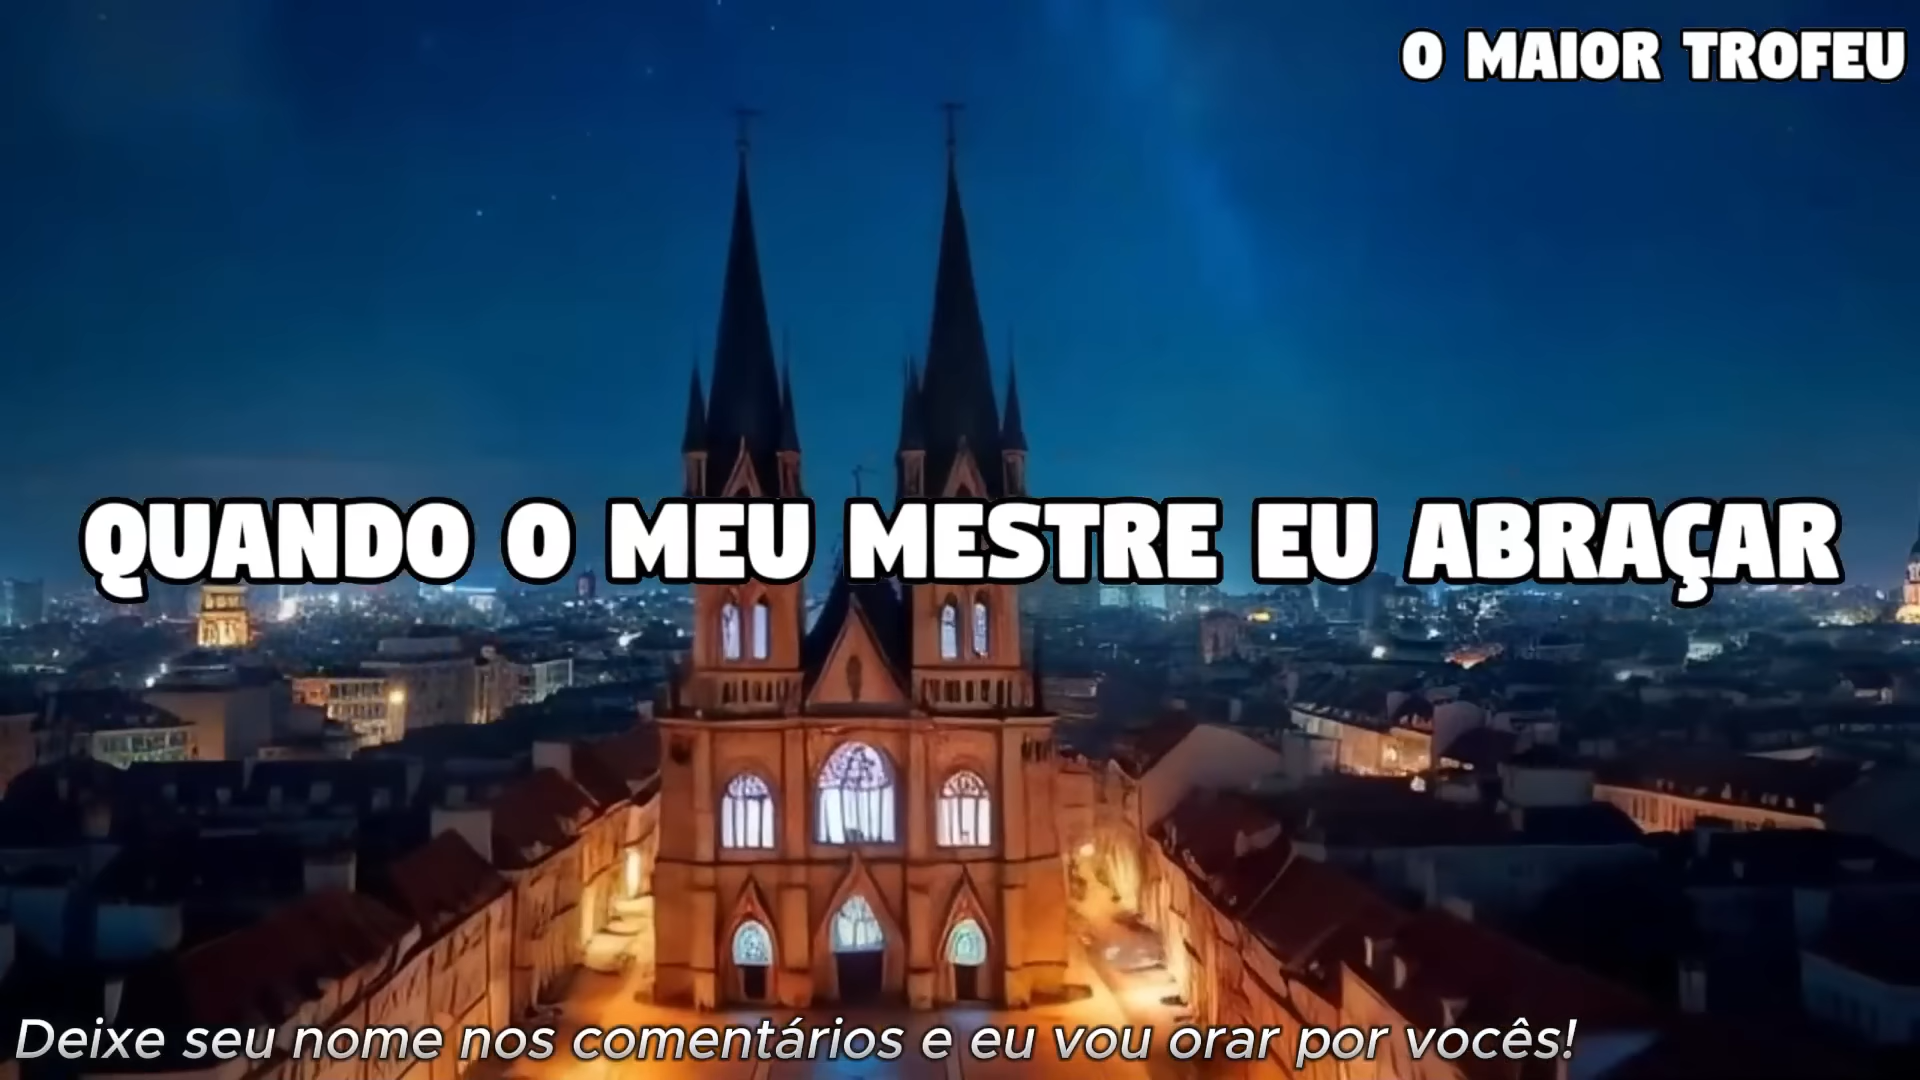 O MAIOR TROFEU
QUANDO O MEU MESTRE EU ABRAÇAR
Deixe seu nome nos comentários e eu vou orar por vocês!